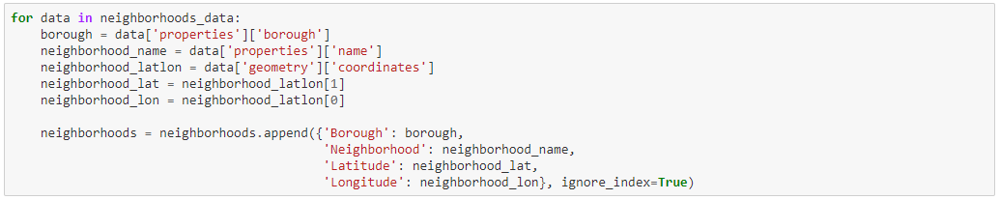 for data in neighborhoods_data:
    borough = data['properties']['borough']
    neighborhood_name = data['properties']['name']
    neighborhood_latlon = data['geometry']['coordinates']
    neighborhood_lat = neighborhood_latlon[1]
    neighborhood_lon = neighborhood_latlon[0]

    neighborhoods = neighborhoods.append({'Borough': borough,
                                          'Neighborhood': neighborhood_name,
                                          'Latitude': neighborhood_lat,
                                          'Longitude': neighborhood_lon}, ignore_index=True)